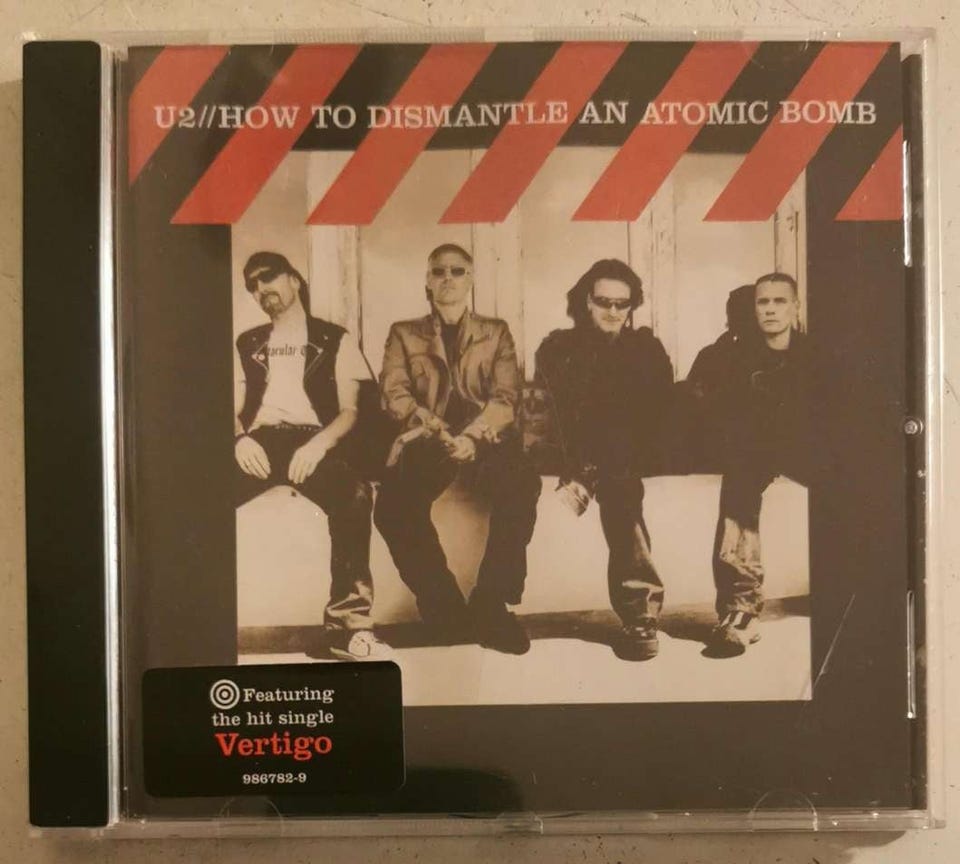 U2//HOW TO DISMANTLE AN ATOMIC BOMB
Featuring
the hit single
Vertigo
986782-9